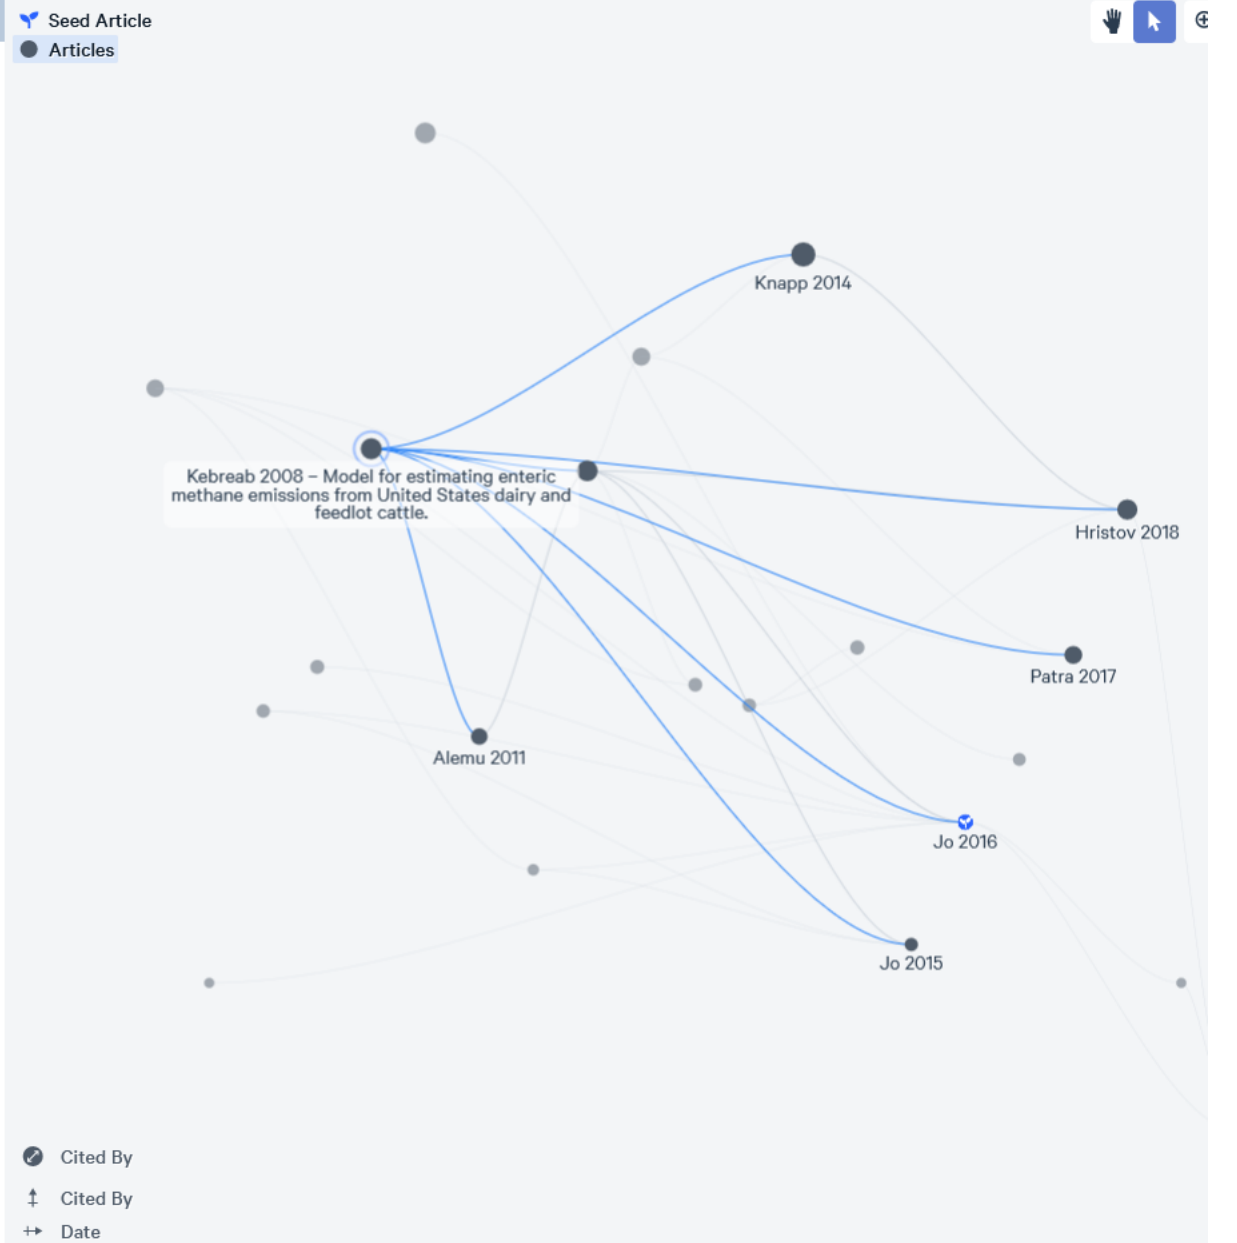 Seed Article
Articles
Knapp 2014
Kebreab 2008 – Model for estimating enteric
methane emissions from United States dairy and
feedlot cattle.
Hristov 2018
Patra 2017
Alemu 2011
Jo 2016
Jo 2015
Cited By
Cited By
Date